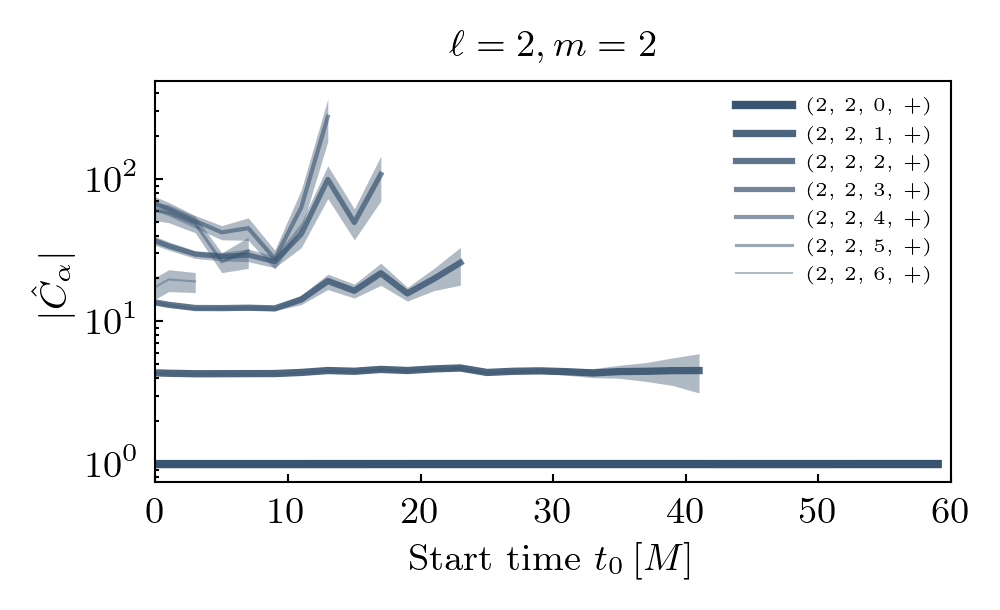 ℓ = 2, m = 2
|Ĉ_α|
10²
10¹
10⁰
(2, 2, 0, +)
(2, 2, 1, +)
(2, 2, 2, +)
(2, 2, 3, +)
(2, 2, 4, +)
(2, 2, 5, +)
(2, 2, 6, +)
0 10 20 30 40 50 60
Start time t₀ [M]